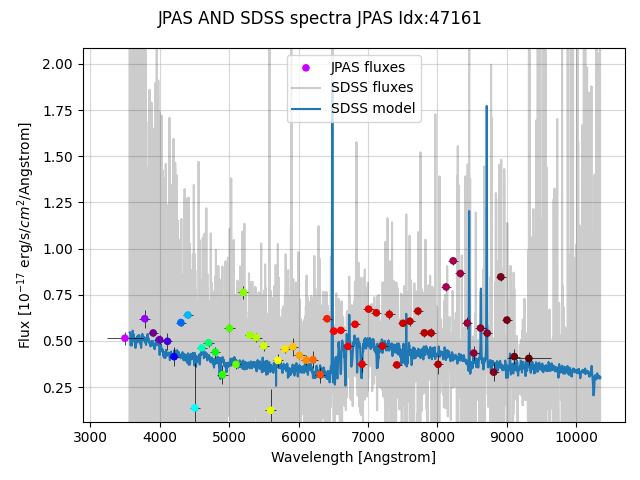 JPAS AND SDSS spectra JPAS Idx:47161
JPAS fluxes
SDSS fluxes
SDSS model
Flux [10⁻¹⁷ erg/s/cm²/Angstrom]
2.00
1.75
1.50
1.25
1.00
0.75
0.50
0.25
3000 4000 5000 6000 7000 8000 9000 10000
Wavelength [Angstrom]